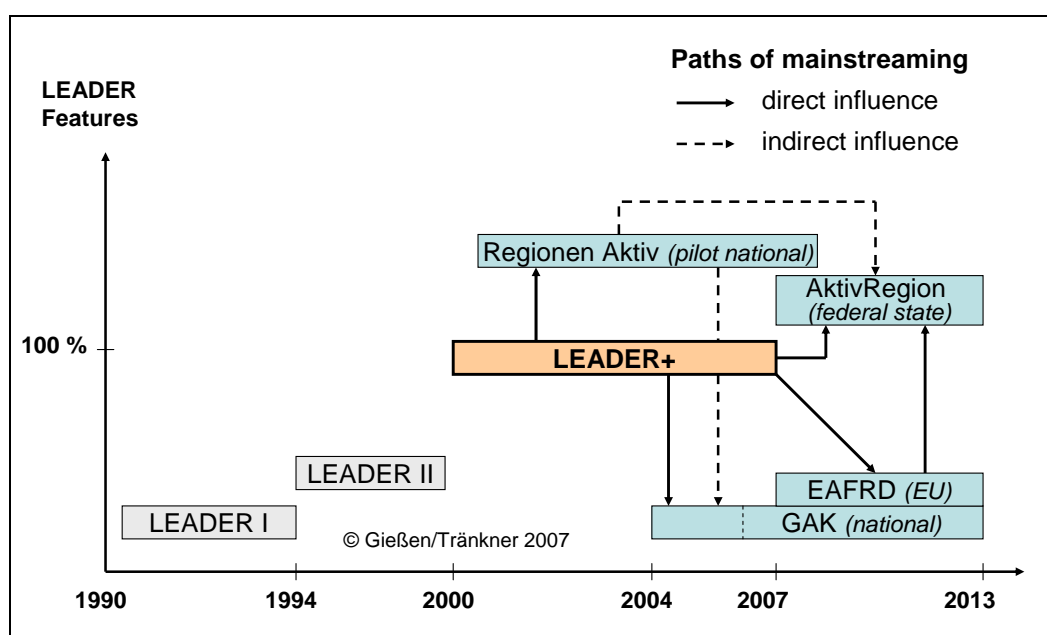 Paths of mainstreaming
direct influence
indirect influence
LEADER
Features
Regionen Aktiv (pilot national)
AktivRegion
(federal state)
100 %
LEADER+
LEADER II
EAFRD (EU)
LEADER I
GAK (national)
© Gießen/Tränkner 2007
1990
1994
2000
2004
2007
2013